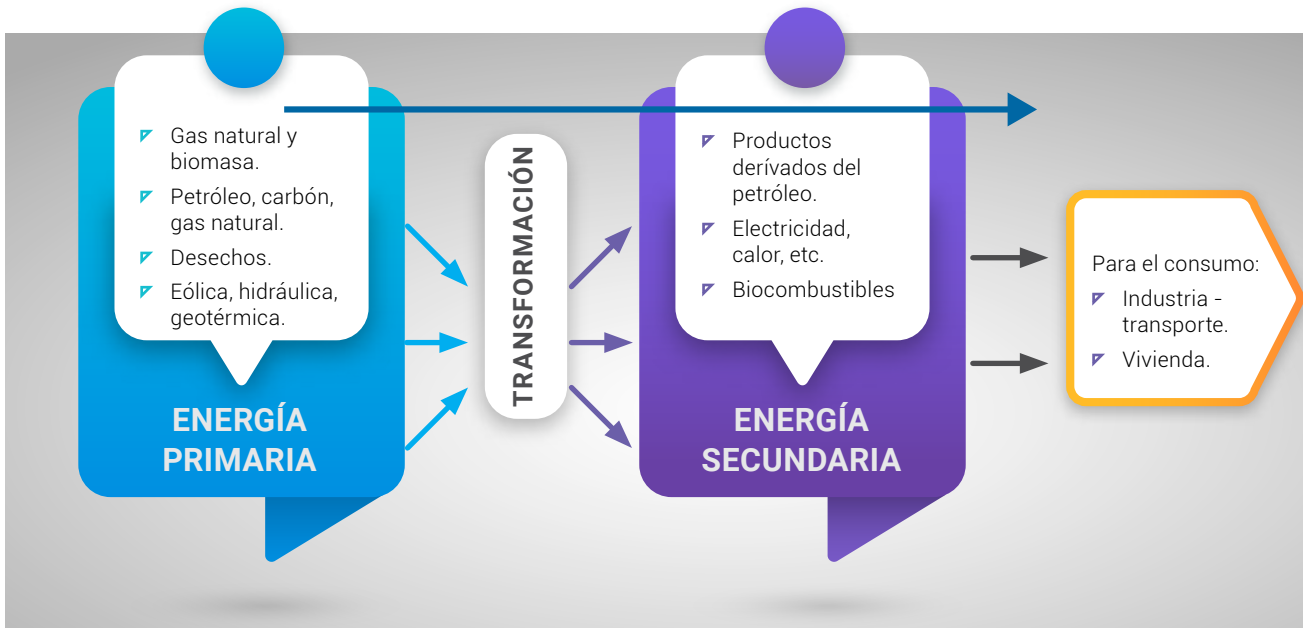 Gas natural y
biomasa.
Petróleo, carbón,
gas natural.
Desechos.
Eólica, hidráulica,
geotérmica.
ENERGÍA
PRIMARIA
TRANSFORMACIÓN
Productos
derívados del
petróleo.
Electricidad,
calor, etc.
Biocombustibles
ENERGÍA
SECUNDARIA
Para el consumo:
Industria -
transporte.
Vivienda.